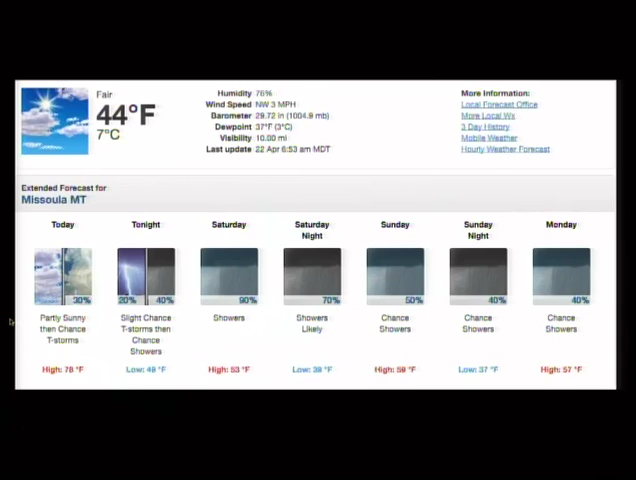 Fair
44°F
7°C
Humidity 76%
Wind Speed NW 3 MPH
Barometer 29.72 in (1004.9 mb)
Dewpoint 37°F (3°C)
Visibility 10.00 mi
Last update 22 Apr 6:53 am MDT
More Information:
Local Forecast Office
More Local Wx
3 Day History
Mobile Weather
Hourly Weather Forecast
Extended Forecast for
Missoula MT
Today
30%
Partly Sunny
then Chance
T-storms
High: 78 °F
Tonight
20% 40%
Slight Chance
T-storms then
Chance
Showers
Low: 49 °F
Saturday
90%
Showers
High: 53 °F
Saturday
Night
70%
Showers
Likely
Low: 39 °F
Sunday
50%
Chance
Showers
High: 59 °F
Sunday
Night
40%
Chance
Showers
Low: 37 °F
Monday
40%
Chance
Showers
High: 57 °F